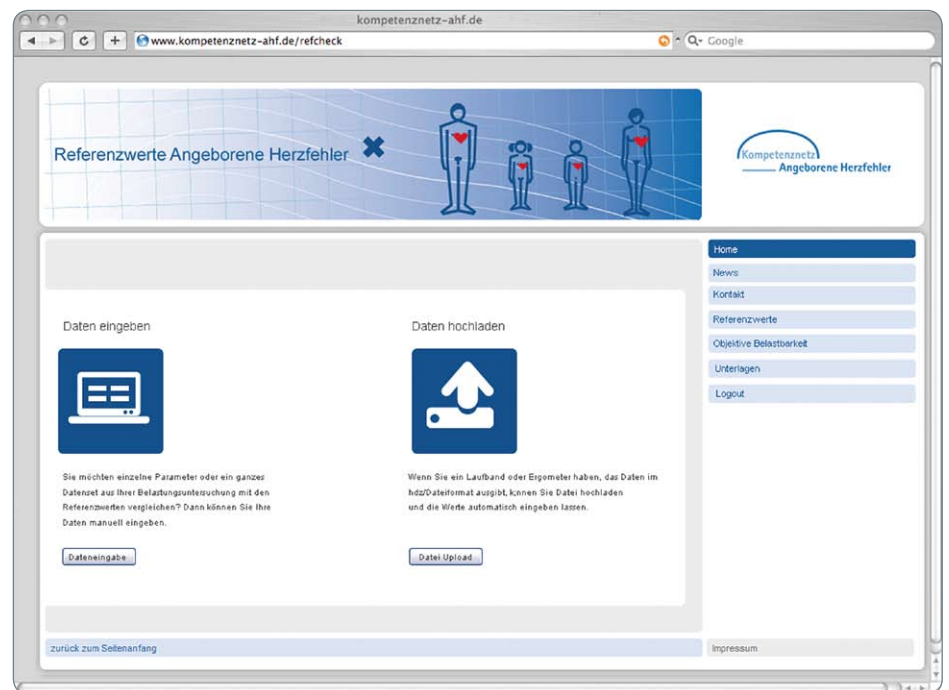 kompetenznetz-ahf.de
www.kompetenznetz-ahf.de/refcheck
Google
Referenzwerte Angeborene Herzfehler
Kompetenznetz
Angeborene Herzfehler
Home
News
Kontakt
Referenzwerte
Objektive Belastbarkeit
Unterlagen
Logout
Daten eingeben
Sie möchten einzelne Parameter oder ein ganzes
Datenset aus Ihrer Belastungsuntersuchung mit den
Referenzwerten vergleichen? Dann können Sie Ihre
Daten manuell eingeben.
Dateneingabe
Daten hochladen
Wenn Sie ein Laufband oder Ergometer haben, das Daten im
hdz/Dateiformat ausgibt, k;nnen Sie Datei hochladen
und die Werte automatisch eingeben lassen.
Datei Upload
zurück zum Seitenanfang
Impressum